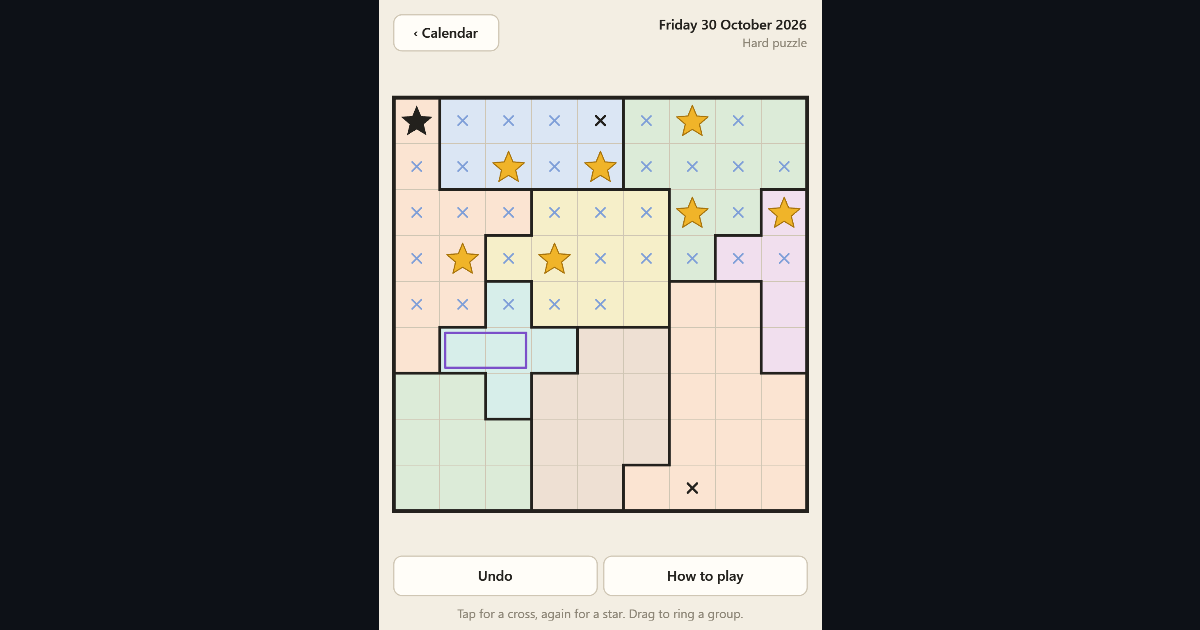 ‹ Calendar
Friday 30 October 2026
Hard puzzle
Undo
How to play
Tap for a cross, again for a star. Drag to ring a group.